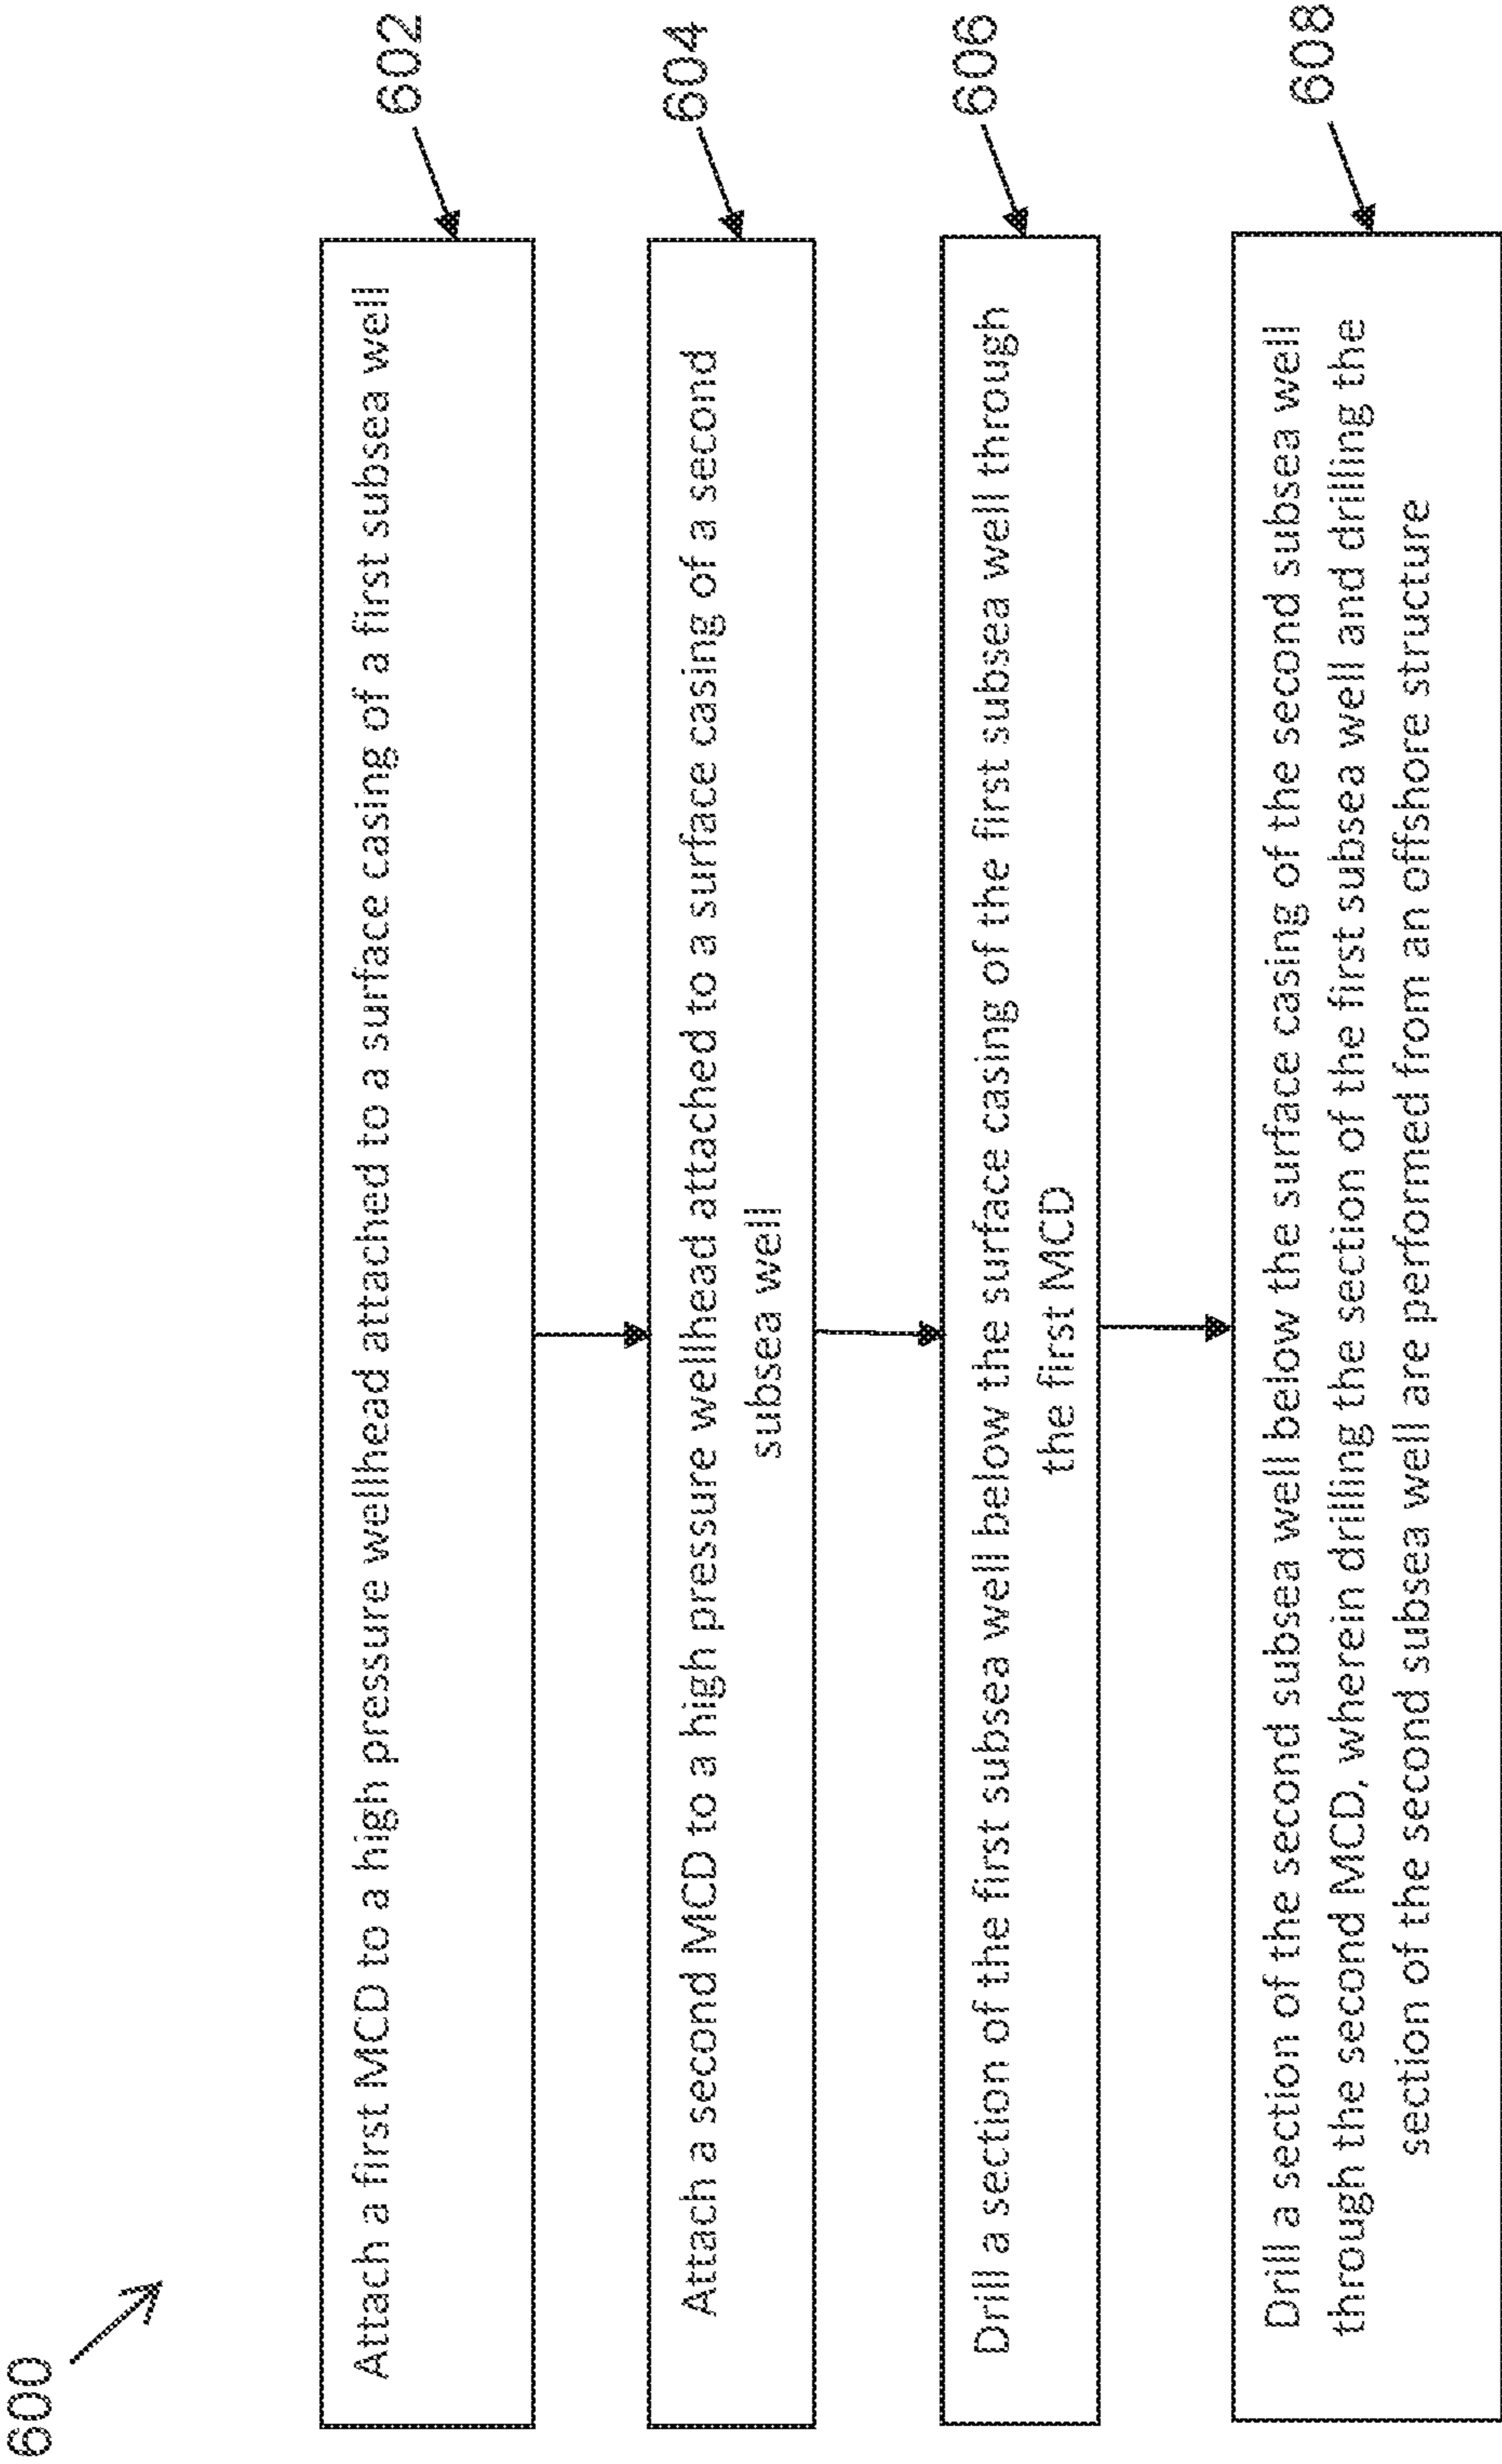 600
Attach a first MCD to a high pressure wellhead attached to a surface casing of a first subsea well
602
Attach a second MCD to a high pressure wellhead attached to a surface casing of a second
subsea well
604
Drill a section of the first subsea well below the surface casing of the first subsea well through
the first MCD
606
Drill a section of the second subsea well below the surface casing of the second subsea well
through the second MCD, wherein drilling the section of the first subsea well and drilling the
section of the second subsea well are performed from an offshore structure
608